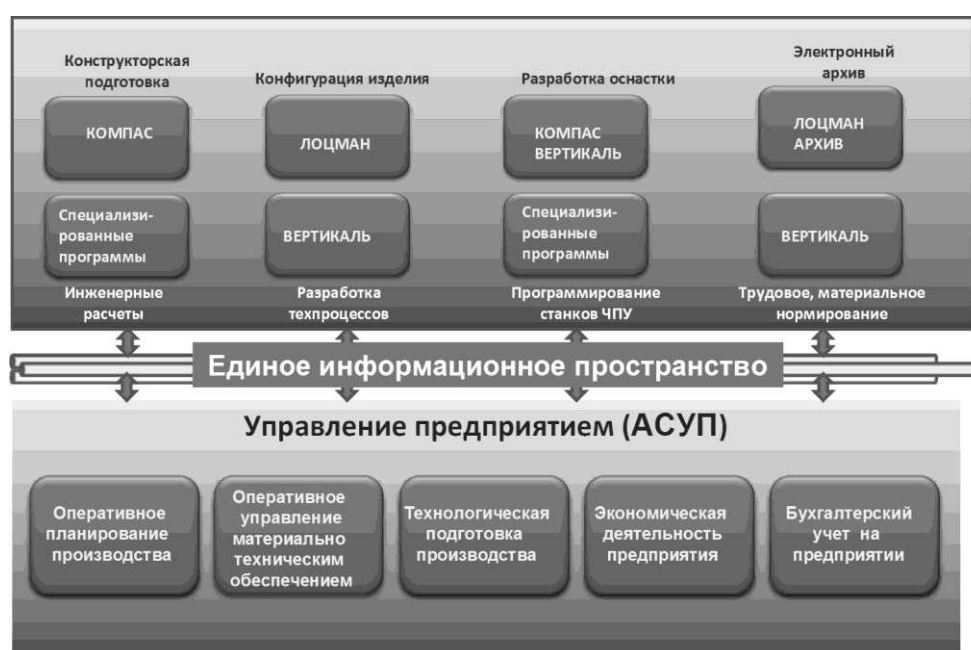 Конструкторская
подготовка
Конфигурация изделия
Разработка оснастки
Электронный
архив
КОМПАС
ЛОЦМАН
КОМПАС
ВЕРТИКАЛЬ
ЛОЦМАН
АРХИВ
Специализи-
рованные
программы
ВЕРТИКАЛЬ
Специализи-
рованные
программы
ВЕРТИКАЛЬ
Инженерные
расчеты
Разработка
техпроцессов
Программирование
станков ЧПУ
Трудовое, материальное
нормирование
Единое информационное пространство
Управление предприятием (АСУП)
Оперативное
планирование
производства
Оперативное
управление
материально
техническим
обеспечением
Технологическая
подготовка
производства
Экономическая
деятельность
предприятия
Бухгалтерский
учет на
предприятии